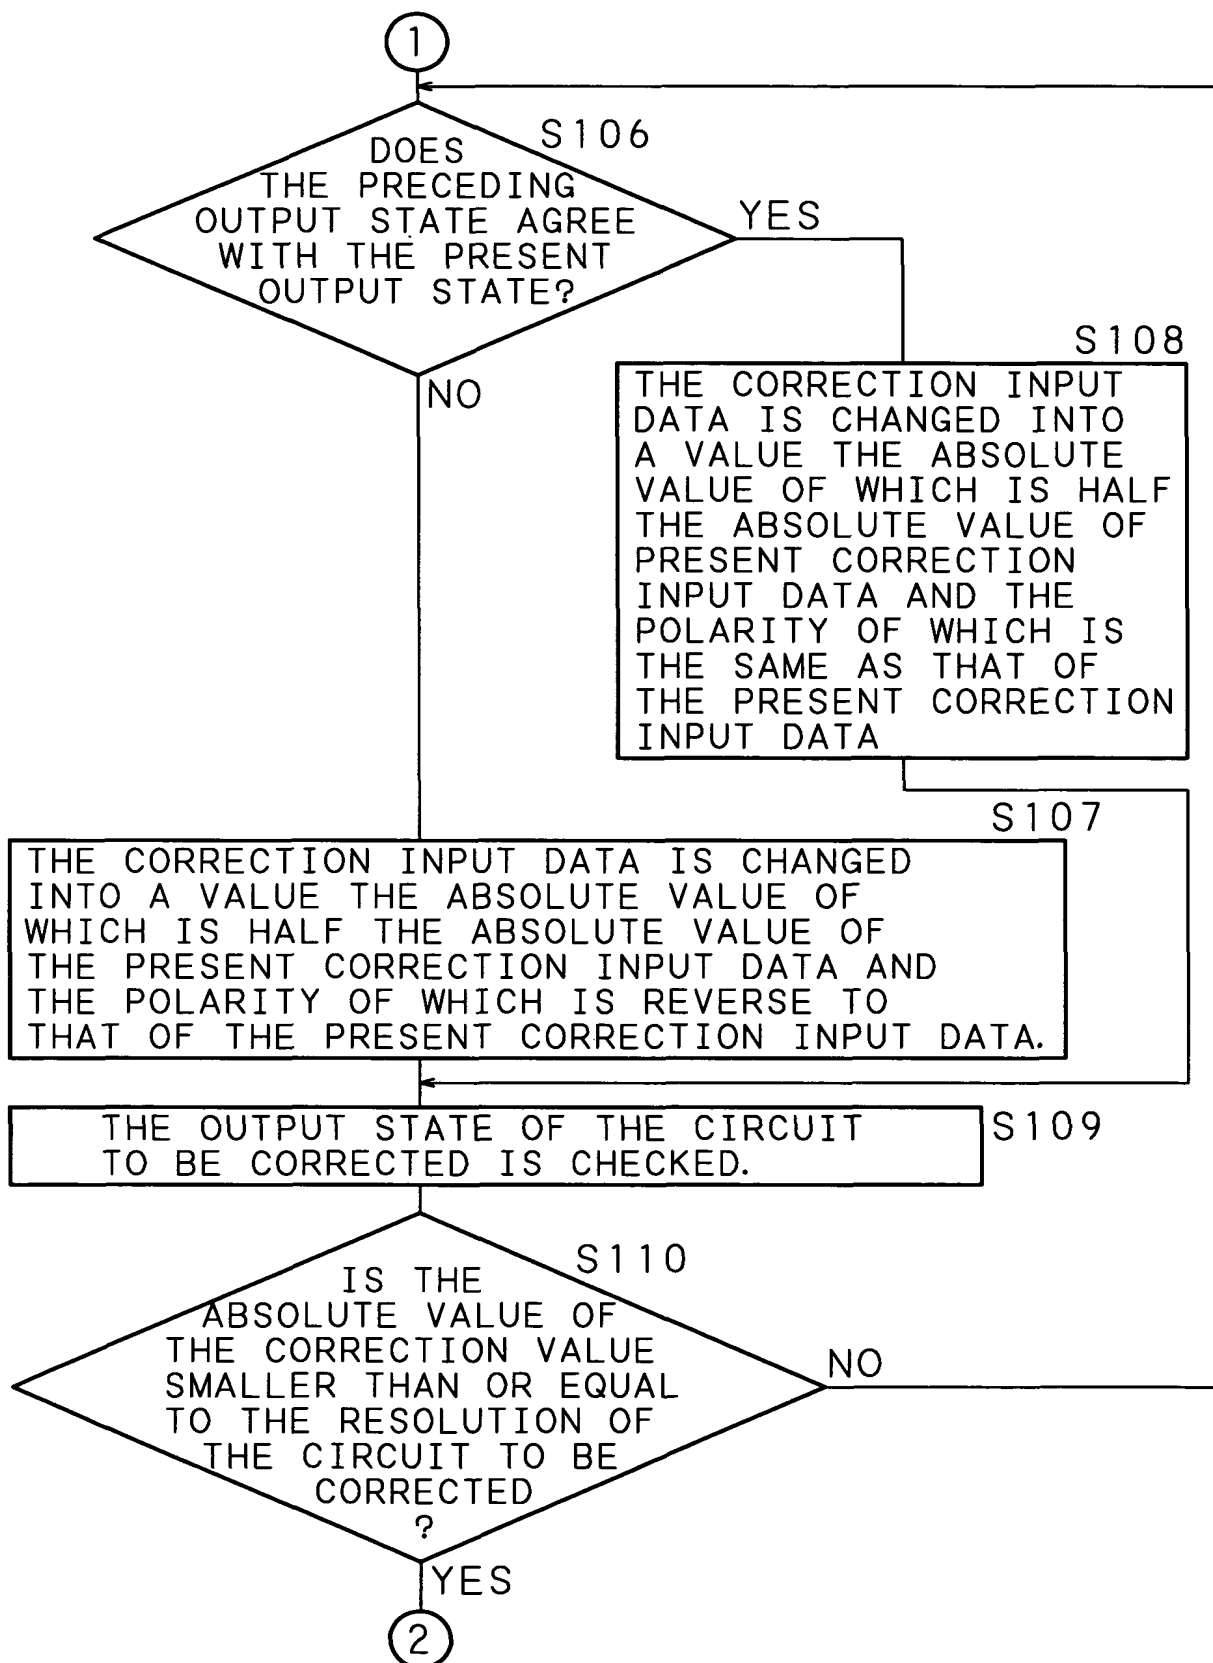 1
S106
DOES
THE PRECEDING
OUTPUT STATE AGREE
WITH THE PRESENT
OUTPUT STATE?
YES
NO
S108
THE CORRECTION INPUT
DATA IS CHANGED INTO
A VALUE THE ABSOLUTE
VALUE OF WHICH IS HALF
THE ABSOLUTE VALUE OF
PRESENT CORRECTION
INPUT DATA AND THE
POLARITY OF WHICH IS
THE SAME AS THAT OF
THE PRESENT CORRECTION
INPUT DATA
S107
THE CORRECTION INPUT DATA IS CHANGED
INTO A VALUE THE ABSOLUTE VALUE OF
WHICH IS HALF THE ABSOLUTE VALUE OF
THE PRESENT CORRECTION INPUT DATA AND
THE POLARITY OF WHICH IS REVERSE TO
THAT OF THE PRESENT CORRECTION INPUT DATA.
THE OUTPUT STATE OF THE CIRCUIT
TO BE CORRECTED IS CHECKED.
S109
S110
IS THE
ABSOLUTE VALUE OF
THE CORRECTION VALUE
SMALLER THAN OR EQUAL
TO THE RESOLUTION OF
THE CIRCUIT TO BE
CORRECTED
?
NO
YES
2